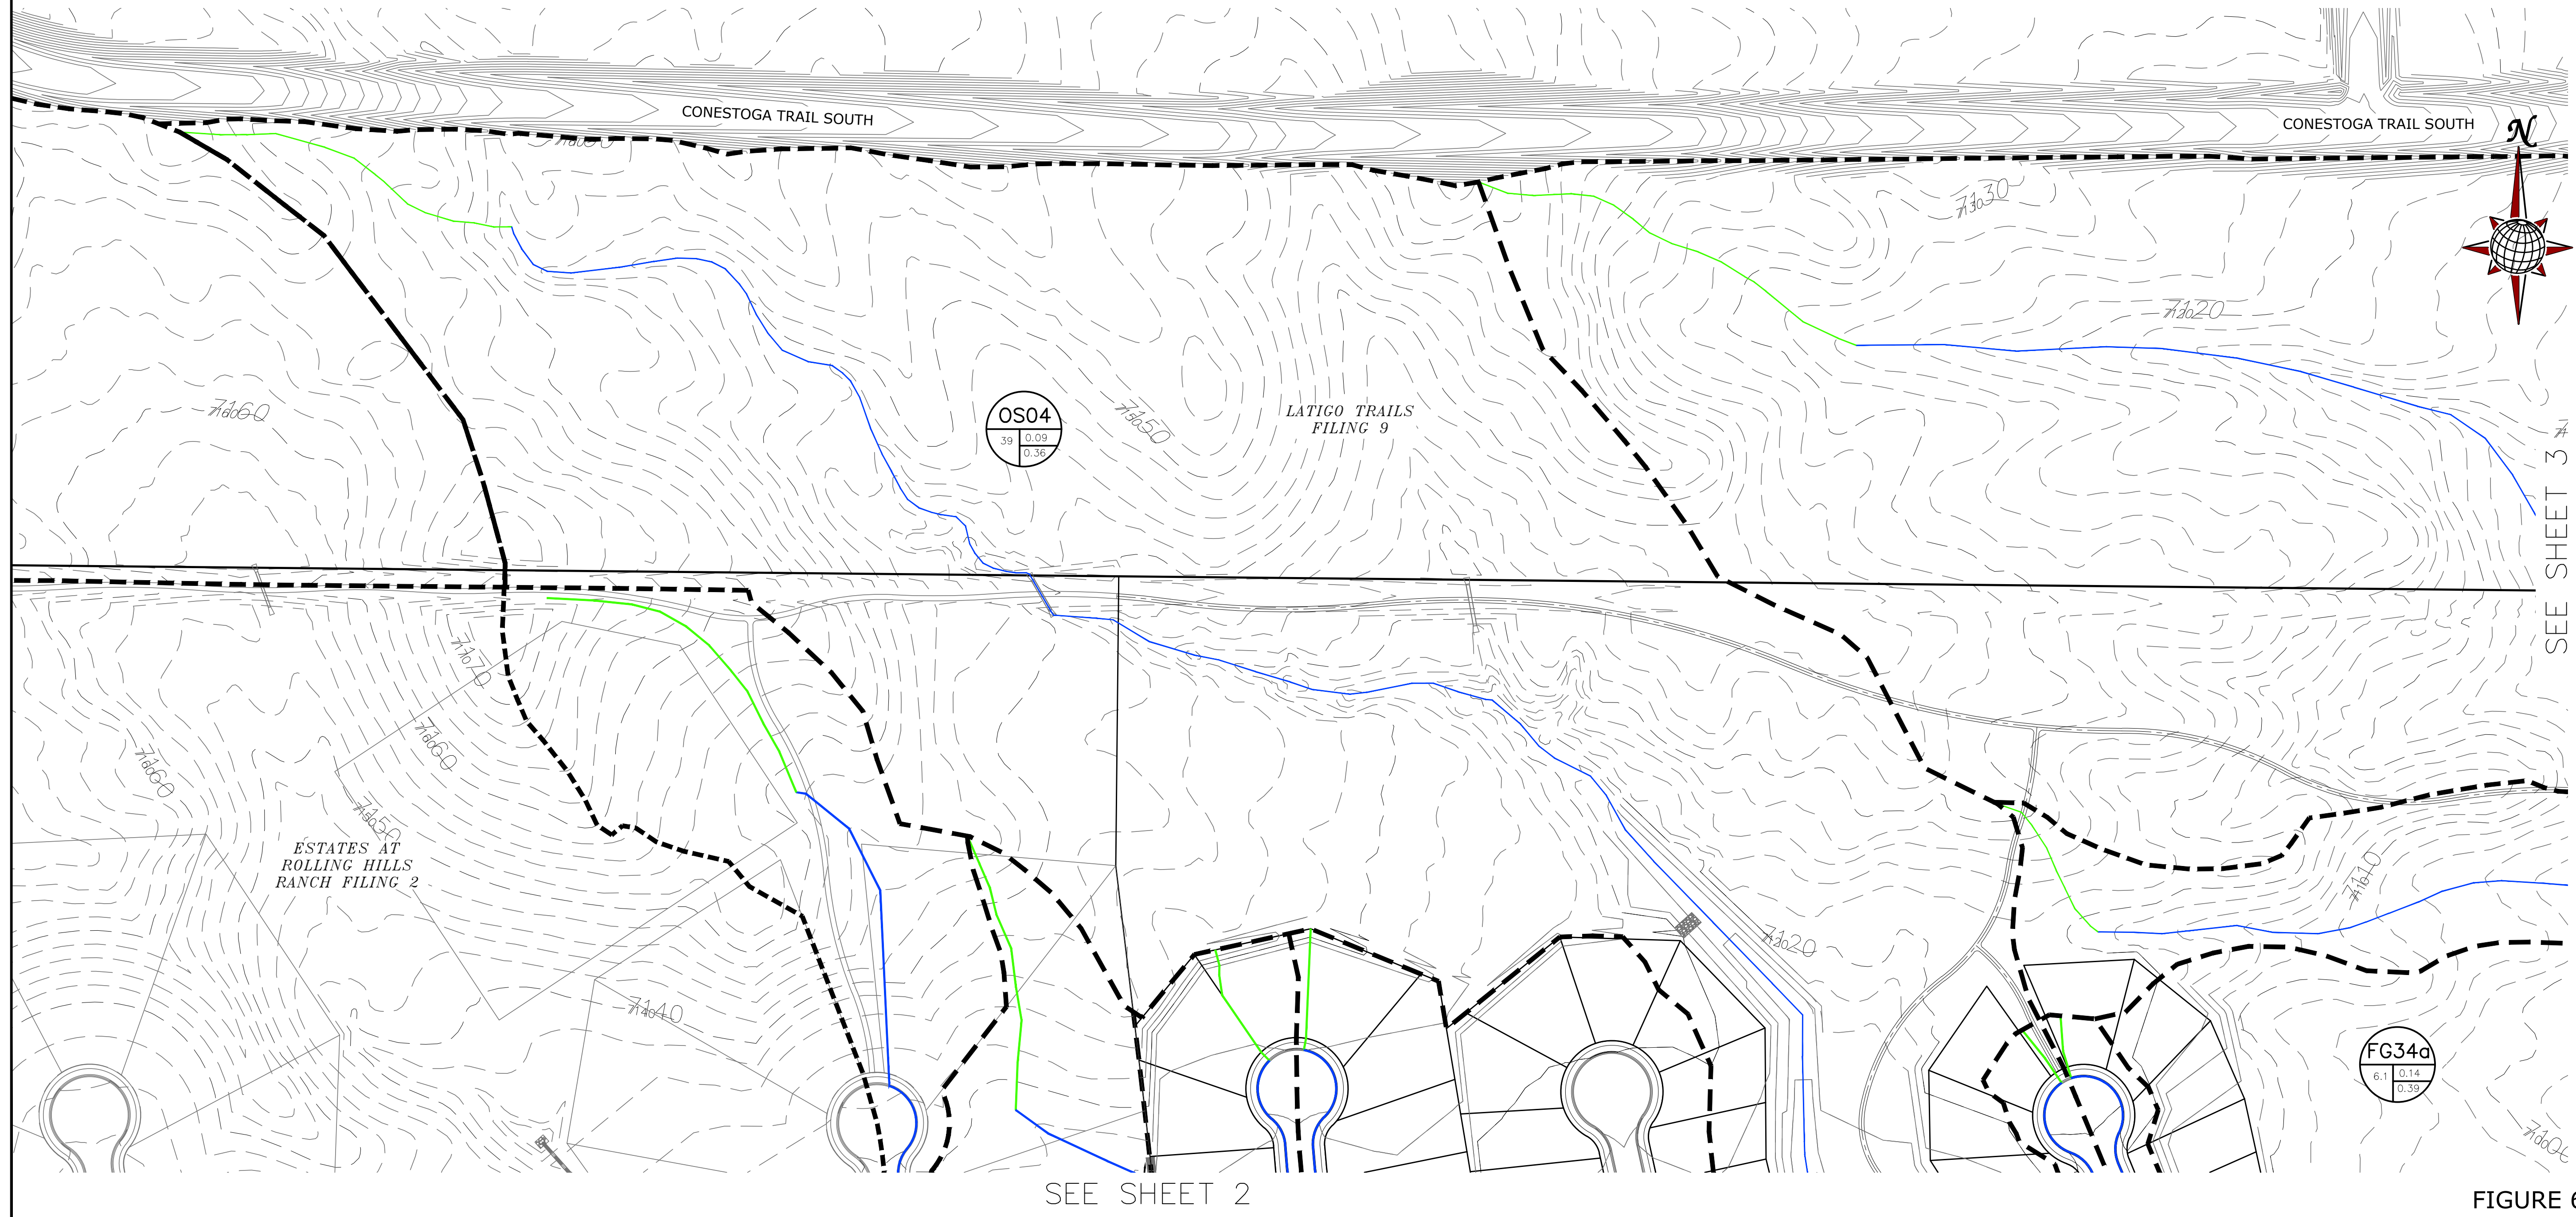 CONESTOGA TRAIL SOUTH
CONESTOGA TRAIL SOUTH
N
7130
7120
7160
OS04
39
0.09
0.36
7150
LATIGO TRAILS
FILING 9
SEE SHEET 3
7170
7160
7160
7150
ESTATES AT
ROLLING HILLS
RANCH FILING 2
7110
7120
7140
FG34a
6.1
0.14
0.39
7100
SEE SHEET 2
FIGURE 6